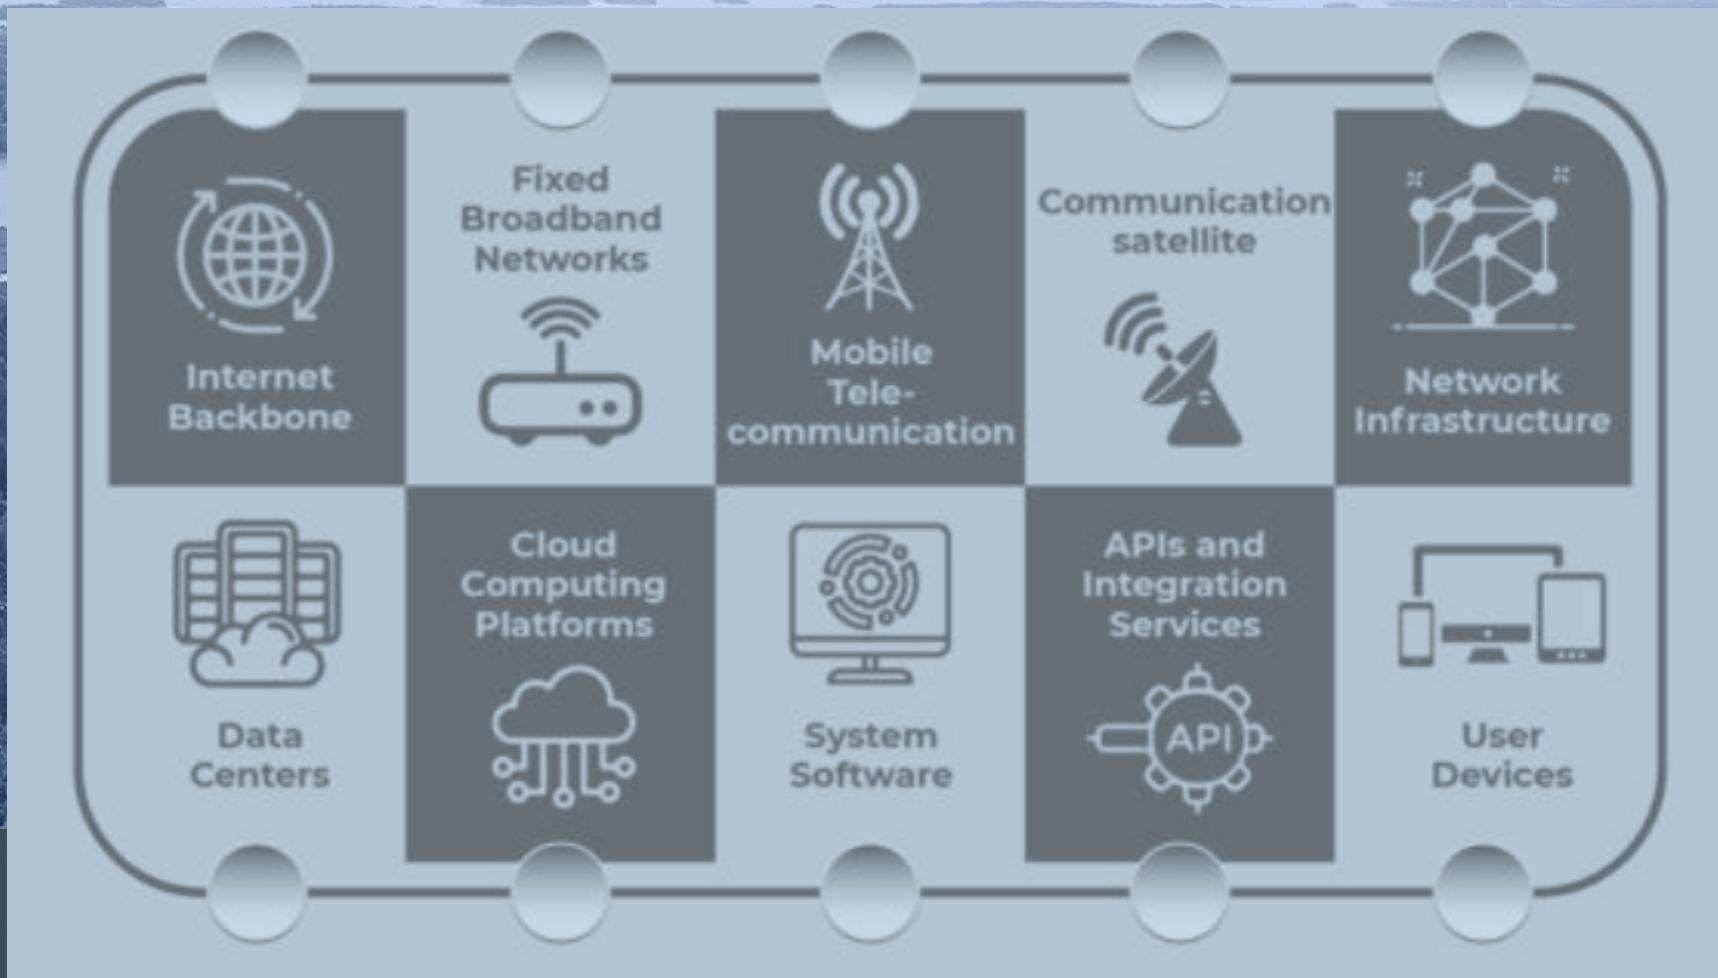 Internet
Backbone
Fixed
Broadband
Networks
Mobile
Tele-
communication
Communication
satellite
Network
Infrastructure
Data
Centers
Cloud
Computing
Platforms
System
Software
APIs and
Integration
Services
API
User
Devices